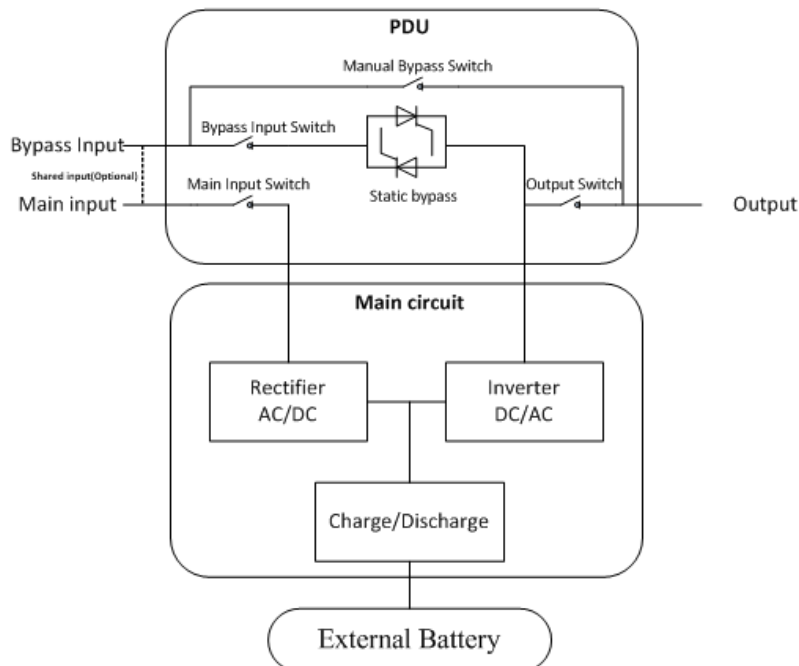 PDU
Manual Bypass Switch
Bypass Input Switch
Bypass Input
Shared input(Optional)
Main Input Switch
Static bypass
Output Switch
Main input
Output
Main circuit
Rectifier
AC/DC
Inverter
DC/AC
Charge/Discharge
External Battery